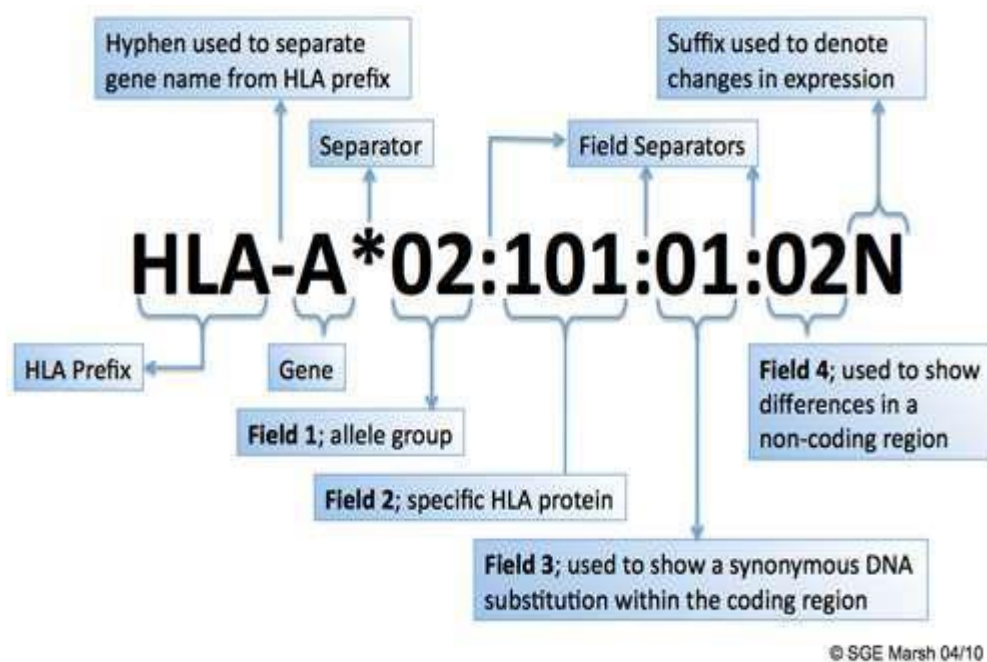 Hyphen used to separate
gene name from HLA prefix
Suffix used to denote
changes in expression
Separator
Field Separators
HLA-A*02:101:01:02N
HLA Prefix
Gene
Field 4; used to show
differences in a
non-coding region
Field 1; allele group
Field 2; specific HLA protein
Field 3; used to show a synonymous DNA
substitution within the coding region
© SGE Marsh 04/10